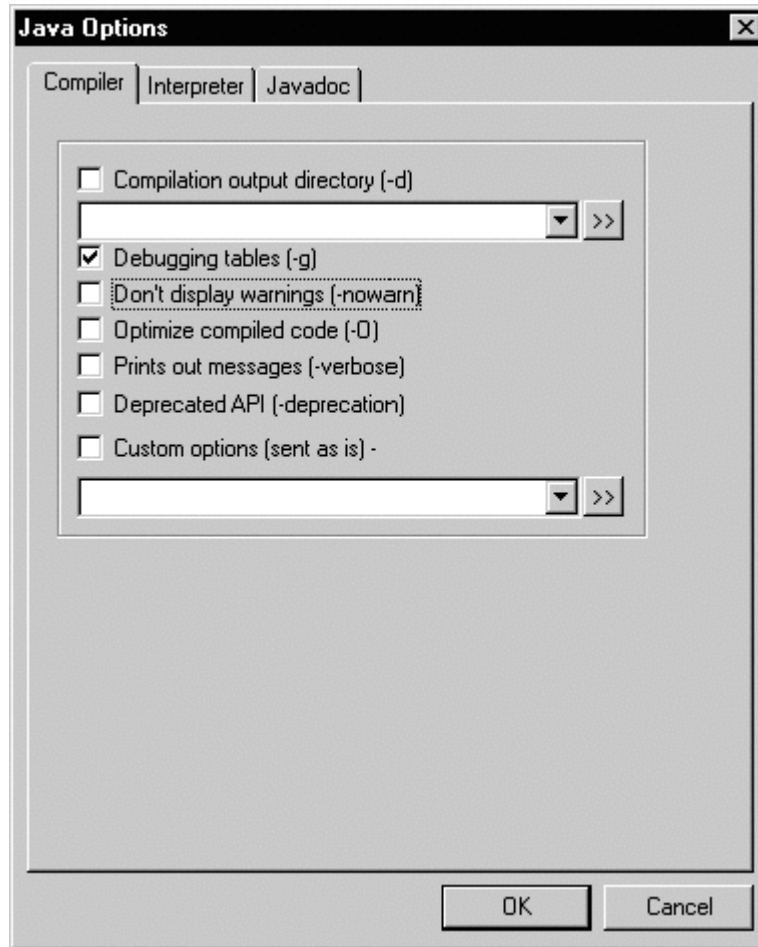 Java Options
Compiler Interpreter Javadoc
Compilation output directory (-d)
>>
Debugging tables (-g)
Don't display warnings (-nowarn)
Optimize compiled code (-O)
Prints out messages (-verbose)
Deprecated API (-deprecation)
Custom options (sent as is) -
>>
OK Cancel